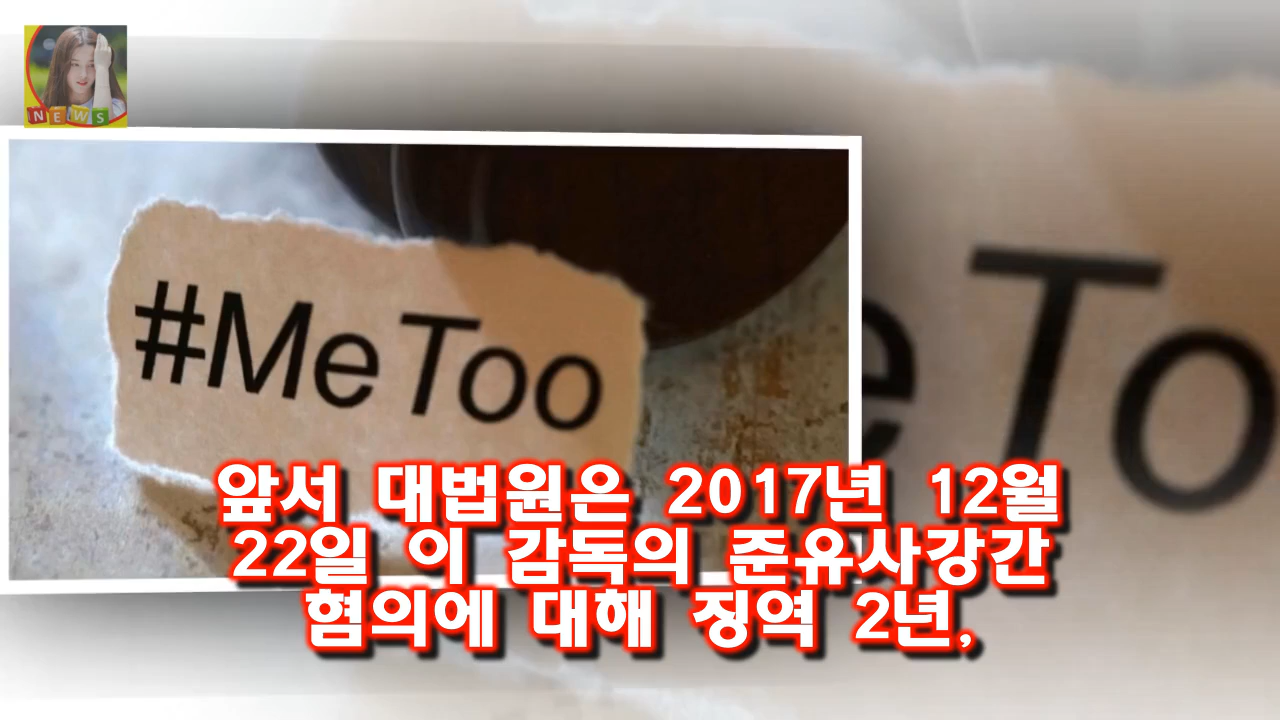 NEWS
#MeToo
eToo
앞서 대법원은 2017년 12월
22일 이 감독의 준유사강간
혐의에 대해 징역 2년,